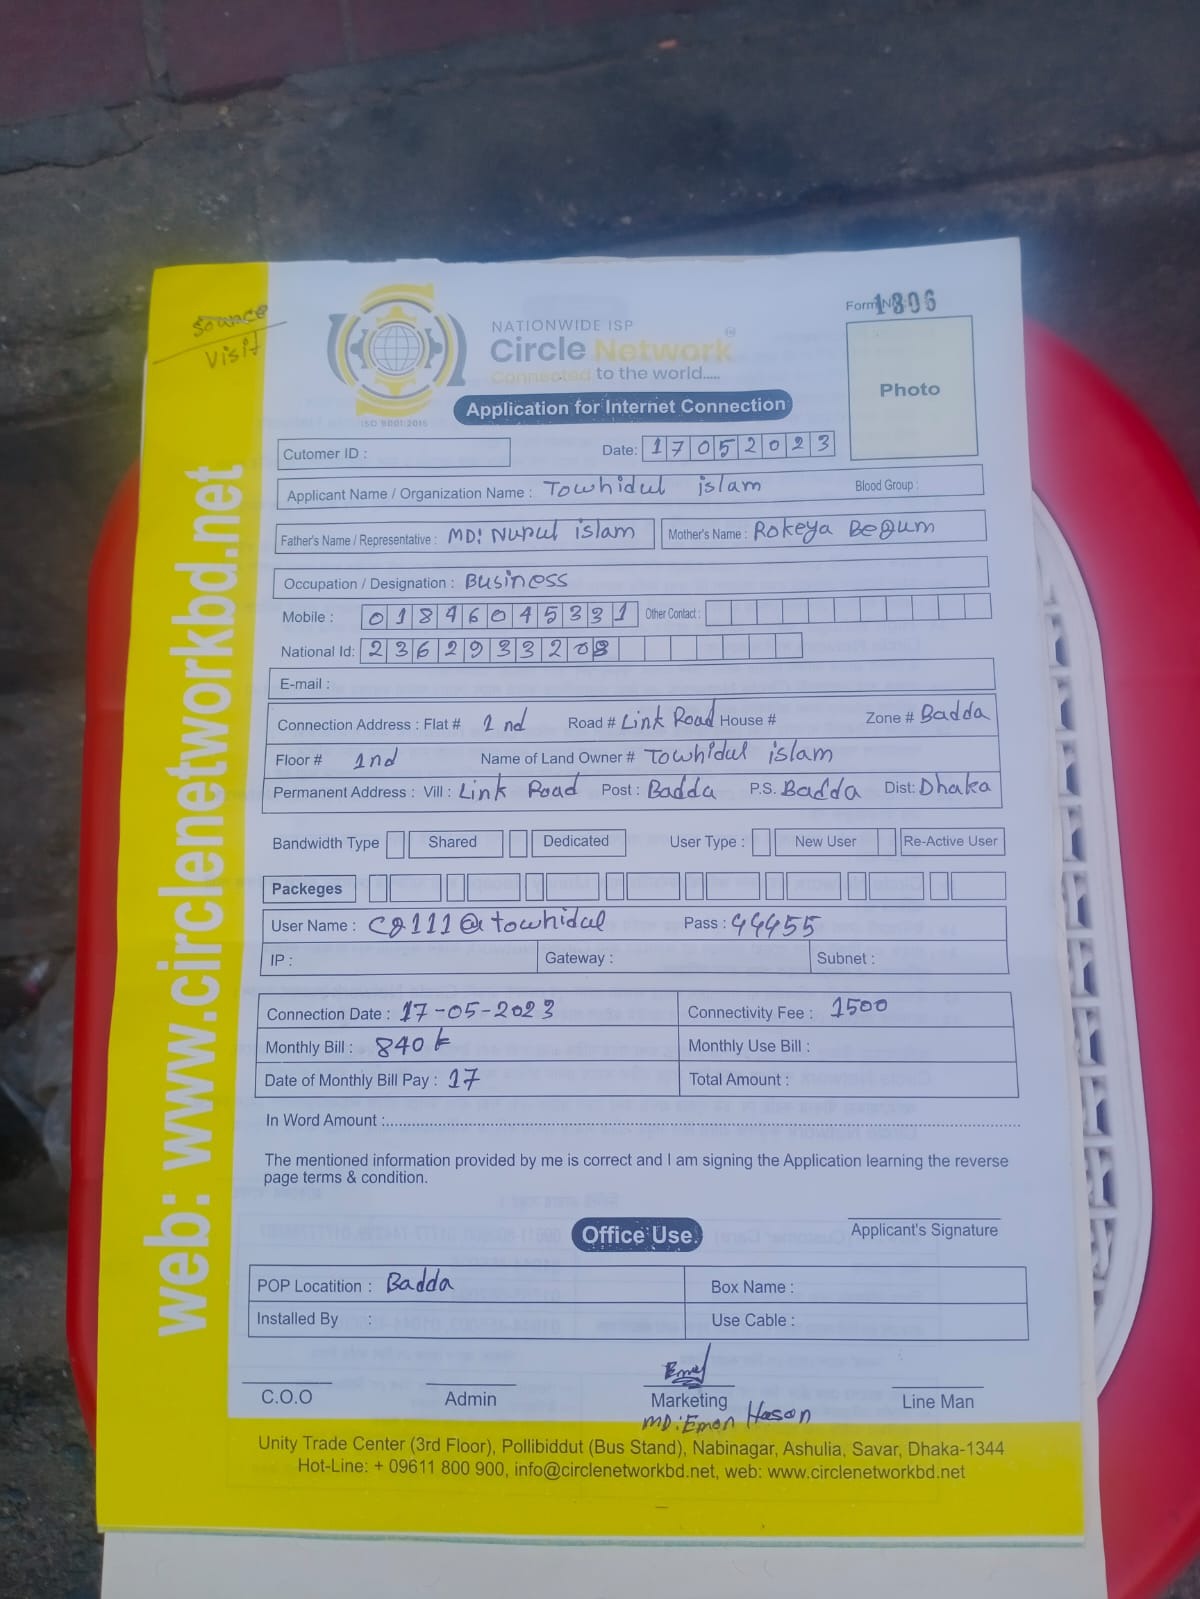 Source
Visit
web: www.circlenetworkbd.net
NATIONWIDE ISP
Circle Network
Connected to the world.....
ISO 9001:2015
Form No 1806
Photo
Application for Internet Connection
Cutomer ID :
Date: 17052023
Applicant Name / Organization Name : Towhidul islam Blood Group :
Father's Name / Representative : MD: Nurul islam Mother's Name : Rokeya Begum
Occupation / Designation : Business
Mobile : 01846045331 Other Contact :
National Id: 2362933208
E-mail :
Connection Address : Flat # 1 nd Road # Link Road House # Zone # Badda
Floor # 1nd Name of Land Owner # Towhidul islam
Permanent Address : Vill : Link Road Post : Badda P.S. Badda Dist: Dhaka
Bandwidth Type Shared Dedicated User Type : New User Re-Active User
Packeges
User Name : C0111@towhidul Pass : 44455
IP : Gateway : Subnet :
Connection Date : 17-05-2023 Connectivity Fee : 1500
Monthly Bill : 840 Monthly Use Bill :
Date of Monthly Bill Pay : 17 Total Amount :
In Word Amount :
The mentioned information provided by me is correct and I am signing the Application learning the reverse
page terms & condition.
Office Use. Applicant's Signature
POP Locatition : Badda Box Name :
Installed By : Use Cable :
C.O.O Admin Marketing Line Man
MD: Emon Hasan
Unity Trade Center (3rd Floor), Pollibiddut (Bus Stand), Nabinagar, Ashulia, Savar, Dhaka-1344
Hot-Line: + 09611 800 900, info@circlenetworkbd.net, web: www.circlenetworkbd.net